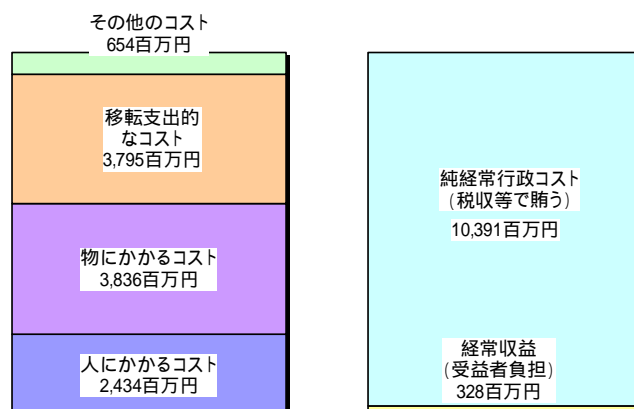 その他のコスト
654百万円
移転支出的
なコスト
3,795百万円
物にかかるコスト
3,836百万円
人にかかるコスト
2,434百万円
純経常行政コスト
(税収等で賄う)
10,391百万円
経常収益
(受益者負担)
328百万円